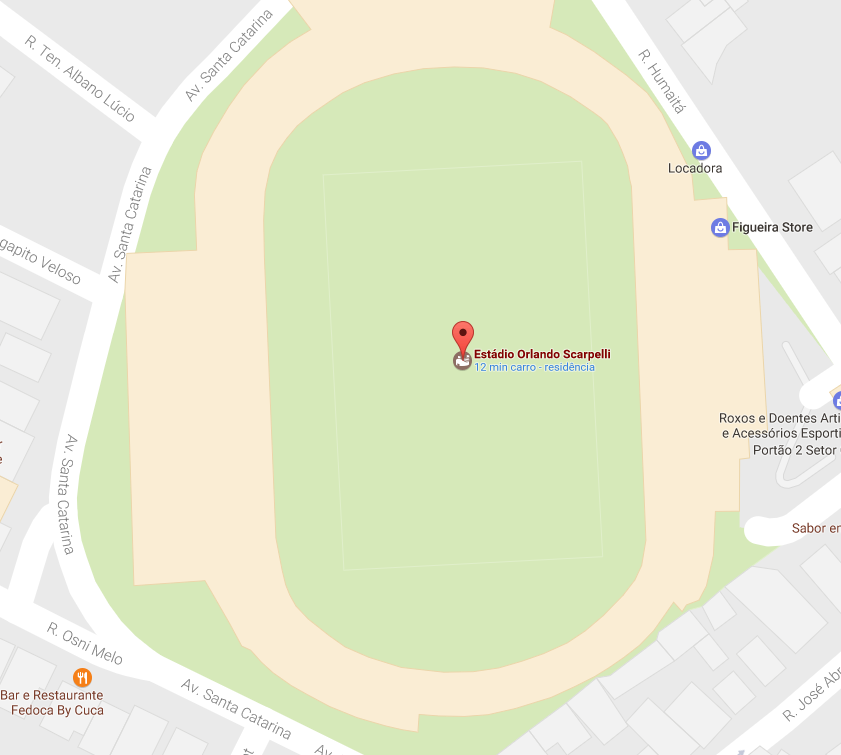 Av. Santa Catarina
R. Ten. Albano Lúcio
R. Humaitá
Locadora
Av. Santa Catarina
Figueira Store
gapito Veloso
Estádio Orlando Scarpelli
12 min carro - residência
Roxos e Doentes Arti
e Acessórios Esporti
Portão 2 Setor
Av. Santa Catarina
Sabor en
R. Osni Melo
Bar e Restaurante
Fedoca By Cuca
Av. Santa Catarina
R. José Abr
Av